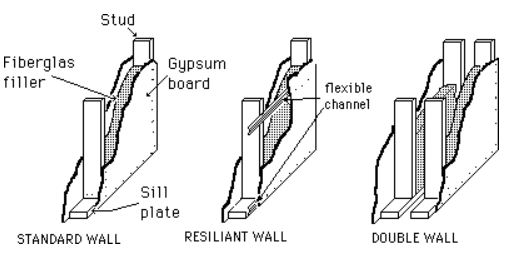 Stud
Fiberglas
filler
Gypsum
board
flexible
channel
Sill
plate
STANDARD WALL
RESILIANT WALL
DOUBLE WALL